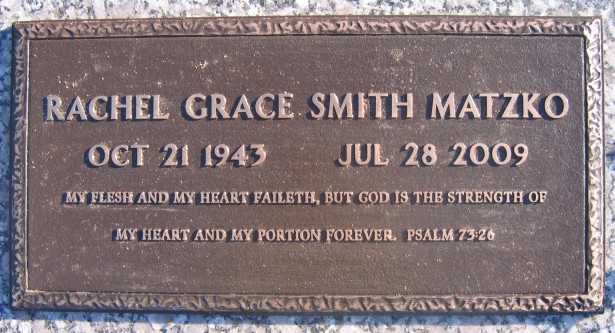 RACHEL GRACE SMITH MATZKO
OCT 21 1943 JUL 28 2009
MY FLESH AND MY HEART FAILETH, BUT GOD IS THE STRENGTH OF
MY HEART AND MY PORTION FOREVER. PSALM 73:26